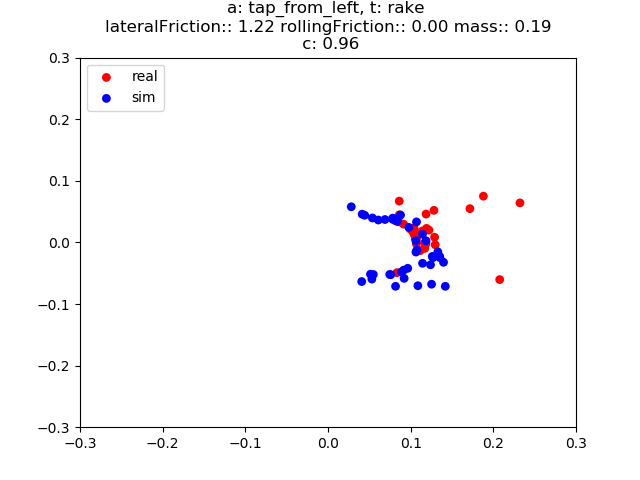 a: tap_from_left, t: rake
lateralFriction:: 1.22 rollingFriction:: 0.00 mass:: 0.19
c: 0.96
real
sim
0.3
0.2
0.1
0.0
−0.1
−0.2
−0.3
−0.3
−0.2
−0.1
0.0
0.1
0.2
0.3